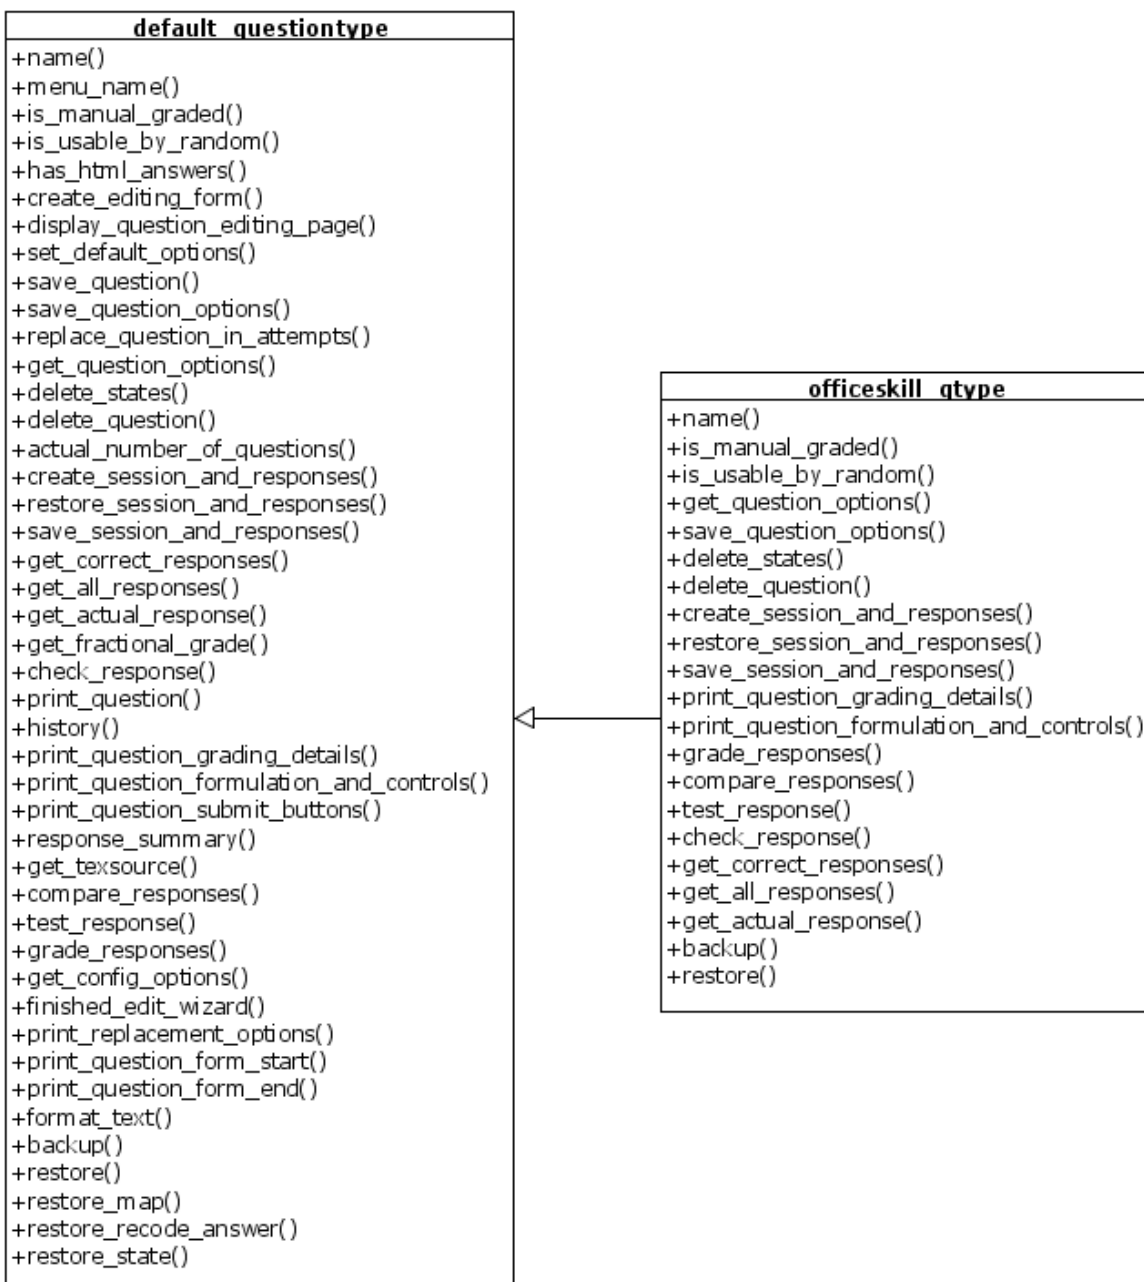 default_questiontype
+name()
+menu_name()
+is_manual_graded()
+is_usable_by_random()
+has_html_answers()
+create_editing_form()
+display_question_editing_page()
+set_default_options()
+save_question()
+save_question_options()
+replace_question_in_attempts()
+get_question_options()
+delete_states()
+delete_question()
+actual_number_of_questions()
+create_session_and_responses()
+restore_session_and_responses()
+save_session_and_responses()
+get_correct_responses()
+get_all_responses()
+get_actual_response()
+get_fractional_grade()
+check_response()
+print_question()
+history()
+print_question_grading_details()
+print_question_formulation_and_controls()
+print_question_submit_buttons()
+response_summary()
+get_texsource()
+compare_responses()
+test_response()
+grade_responses()
+get_config_options()
+finished_edit_wizard()
+print_replacement_options()
+print_question_form_start()
+print_question_form_end()
+format_text()
+backup()
+restore()
+restore_map()
+restore_recode_answer()
+restore_state()
officeskill_qtype
+name()
+is_manual_graded()
+is_usable_by_random()
+get_question_options()
+save_question_options()
+delete_states()
+delete_question()
+create_session_and_responses()
+restore_session_and_responses()
+save_session_and_responses()
+print_question_grading_details()
+print_question_formulation_and_controls()
+grade_responses()
+compare_responses()
+test_response()
+check_response()
+get_correct_responses()
+get_all_responses()
+get_actual_response()
+backup()
+restore()